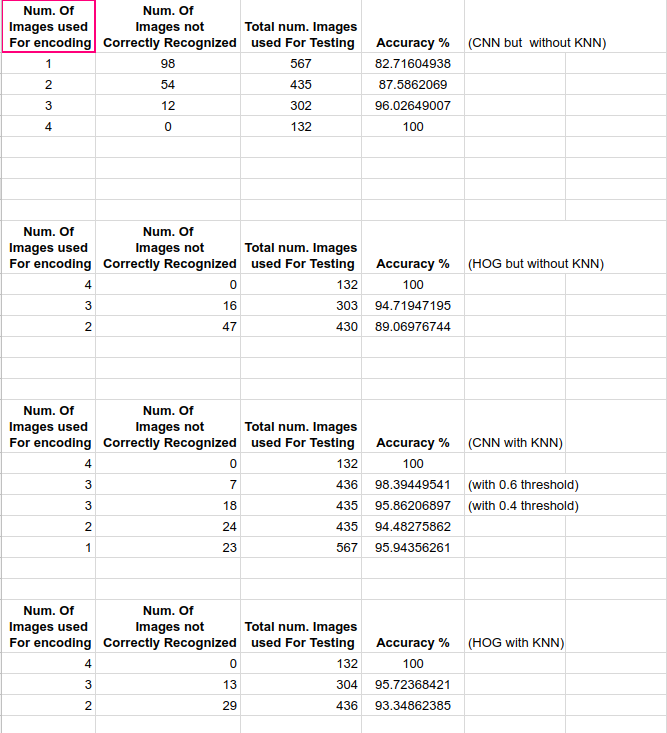 Num. Of Images used For encoding	Num. Of Images not Correctly Recognized	Total num. Images used For Testing	Accuracy %	(CNN but  without KNN)
1	98	567	82.71604938
2	54	435	87.5862069
3	12	302	96.02649007
4	0	132	100
Num. Of Images used For encoding	Num. Of Images not Correctly Recognized	Total num. Images used For Testing	Accuracy %	(HOG but without KNN)
4	0	132	100
3	16	303	94.71947195
2	47	430	89.06976744
Num. Of Images used For encoding	Num. Of Images not Correctly Recognized	Total num. Images used For Testing	Accuracy %	(CNN with KNN)
4	0	132	100
3	7	436	98.39449541	(with 0.6 threshold)
3	18	435	95.86206897	(with 0.4 threshold)
2	24	435	94.48275862
1	23	567	95.94356261
Num. Of Images used For encoding	Num. Of Images not Correctly Recognized	Total num. Images used For Testing	Accuracy %	(HOG with KNN)
4	0	132	100
3	13	304	95.72368421
2	29	436	93.34862385